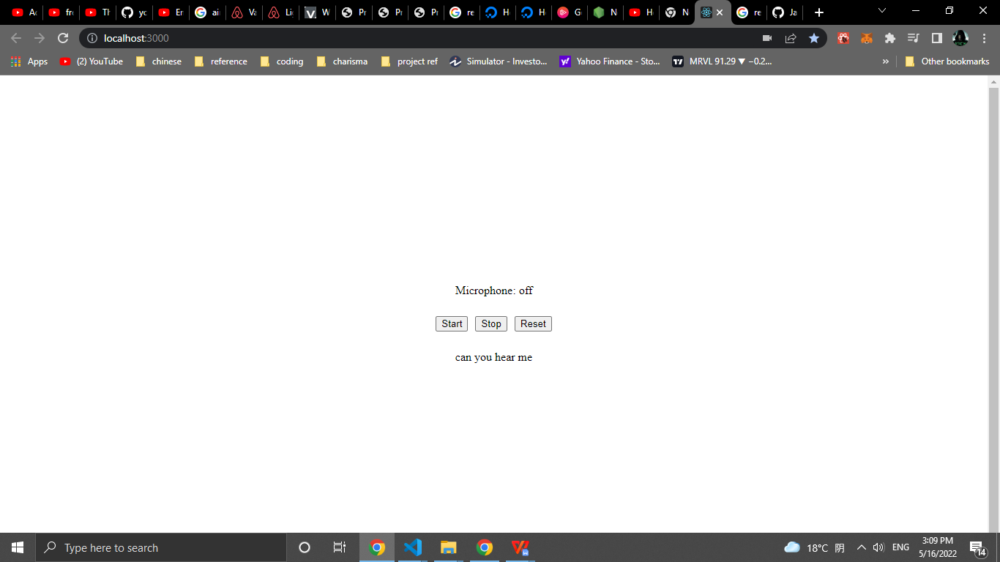 Ac
fre
Th
yc
Er
air
Va
Li
W
Pr
Pr
Pr
re
H
H
G
N
H
N
re
Ja
localhost:3000
Apps
(2) YouTube
chinese
reference
coding
charisma
project ref
Simulator - Investo...
Yahoo Finance - Sto...
MRVL 91.29 ▼ −0.2...
»
Other bookmarks
Microphone: off
Start Stop Reset
can you hear me
Type here to search
18°C 阴
ENG
3:09 PM
5/16/2022
14